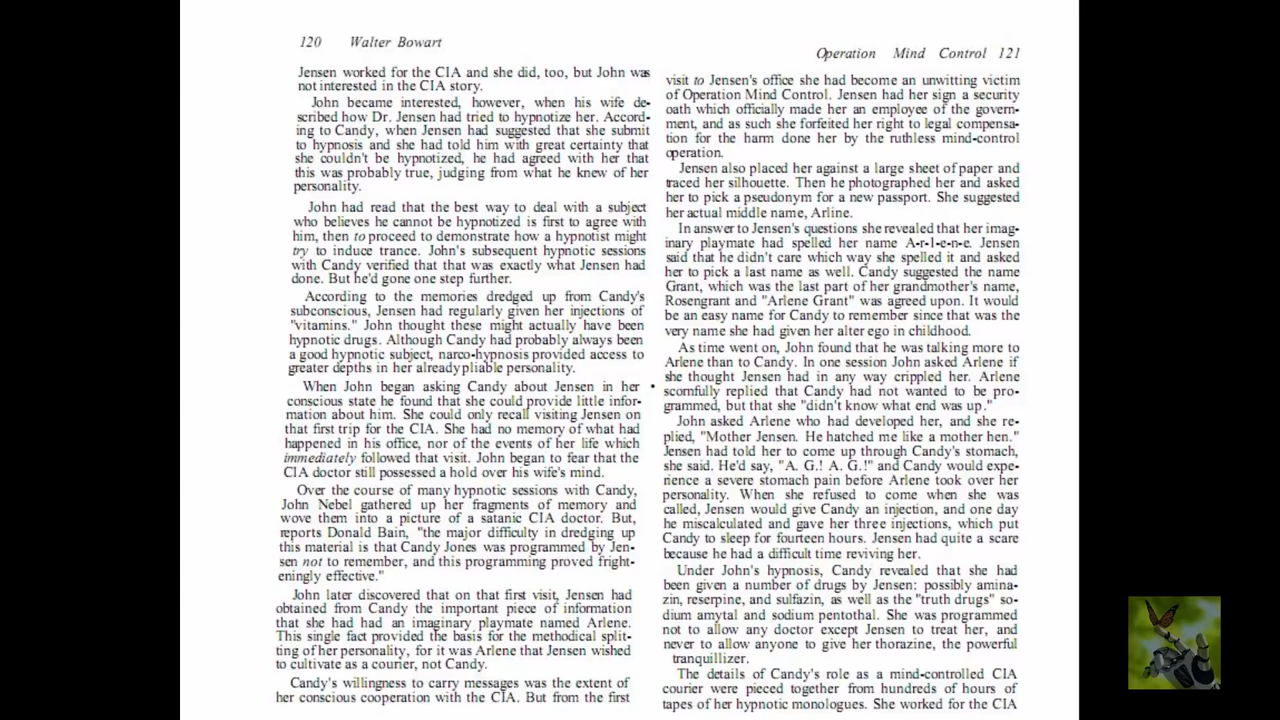 120 Walter Bowart
Jensen worked for the CIA and she did, too, but John was
not interested in the CIA story.
John became interested, however, when his wife de-
scribed how Dr. Jensen had tried to hypnotize her. Accord-
ing to Candy, when Jensen had suggested that she submit
to hypnosis and she had told him with great certainty that
she couldn't be hypnotized, he had agreed with her that
this was probably true, judging from what he knew of her
personality.
John had read that the best way to deal with a subject
who believes he cannot be hypnotized is first to agree with
him, then to proceed to demonstrate how a hypnotist might
try to induce trance. John's subsequent hypnotic sessions
with Candy verified that that was exactly what Jensen had
done. But he'd gone one step further.
According to the memories dredged up from Candy's
subconscious, Jensen had regularly given her injections of
"vitamins." John thought these might actually have been
hypnotic drugs. Although Candy had probably always been
a good hypnotic subject, narco-hypnosis provided access to
greater depths in her already pliable personality.
When John began asking Candy about Jensen in her
conscious state he found that she could provide little infor-
mation about him. She could only recall visiting Jensen on
that first trip for the CIA. She had no memory of what had
happened in his office, nor of the events of her life which
immediately followed that visit. John began to fear that the
CIA doctor still possessed a hold over his wife's mind.
Over the course of many hypnotic sessions with Candy,
John Nebel gathered up her fragments of memory and
wove them into a picture of a satanic CIA doctor. But,
reports Donald Bain, "the major difficulty in dredging up
this material is that Candy Jones was programmed by Jen-
sen not to remember, and this programming proved fright-
eningly effective."
John later discovered that on that first visit, Jensen had
obtained from Candy the important piece of information
that she had had an imaginary playmate named Arlene.
This single fact provided the basis for the methodical split-
ting of her personality, for it was Arlene that Jensen wished
to cultivate as a courier, not Candy.
Candy's willingness to carry messages was the extent of
her conscious cooperation with the CIA. But from the first
Operation Mind Control 121
visit to Jensen's office she had become an unwitting victim
of Operation Mind Control. Jensen had her sign a security
oath which officially made her an employee of the govern-
ment, and as such she forfeited her right to legal compensa-
tion for the harm done her by the ruthless mind-control
operation.
Jensen also placed her against a large sheet of paper and
traced her silhouette. Then he photographed her and asked
her to pick a pseudonym for a new passport. She suggested
her actual middle name, Arline.
In answer to Jensen's questions she revealed that her imag-
inary playmate had spelled her name A-r-l-e-n-e. Jensen
said that he didn't care which way she spelled it and asked
her to pick a last name as well. Candy suggested the name
Grant, which was the last part of her grandmother's name,
Rosengrant and "Arlene Grant" was agreed upon. It would
be an easy name for Candy to remember since that was the
very name she had given her alter ego in childhood.
As time went on, John found that he was talking more to
Arlene than to Candy. In one session John asked Arlene if
she thought Jensen had in any way crippled her. Arlene
scornfully replied that Candy had not wanted to be pro-
grammed, but that she "didn't know what end was up."
John asked Arlene who had developed her, and she re-
plied, "Mother Jensen. He hatched me like a mother hen."
Jensen had told her to come up through Candy's stomach,
she said. He'd say, "A. G.! A. G.!" and Candy would expe-
rience a severe stomach pain before Arlene took over her
personality. When she refused to come when she was
called, Jensen would give Candy an injection, and one day
he miscalculated and gave her three injections, which put
Candy to sleep for fourteen hours. Jensen had quite a scare
because he had a difficult time reviving her.
Under John's hypnosis, Candy revealed that she had
been given a number of drugs by Jensen: possibly amina-
zin, reserpine, and sulfazin, as well as the "truth drugs" so-
dium amytal and sodium pentothal. She was programmed
not to allow any doctor except Jensen to treat her, and
never to allow anyone to give her thorazine, the powerful
tranquillizer.
The details of Candy's role as a mind-controlled CIA
courier were pieced together from hundreds of hours of
tapes of her hypnotic monologues. She worked for the CIA